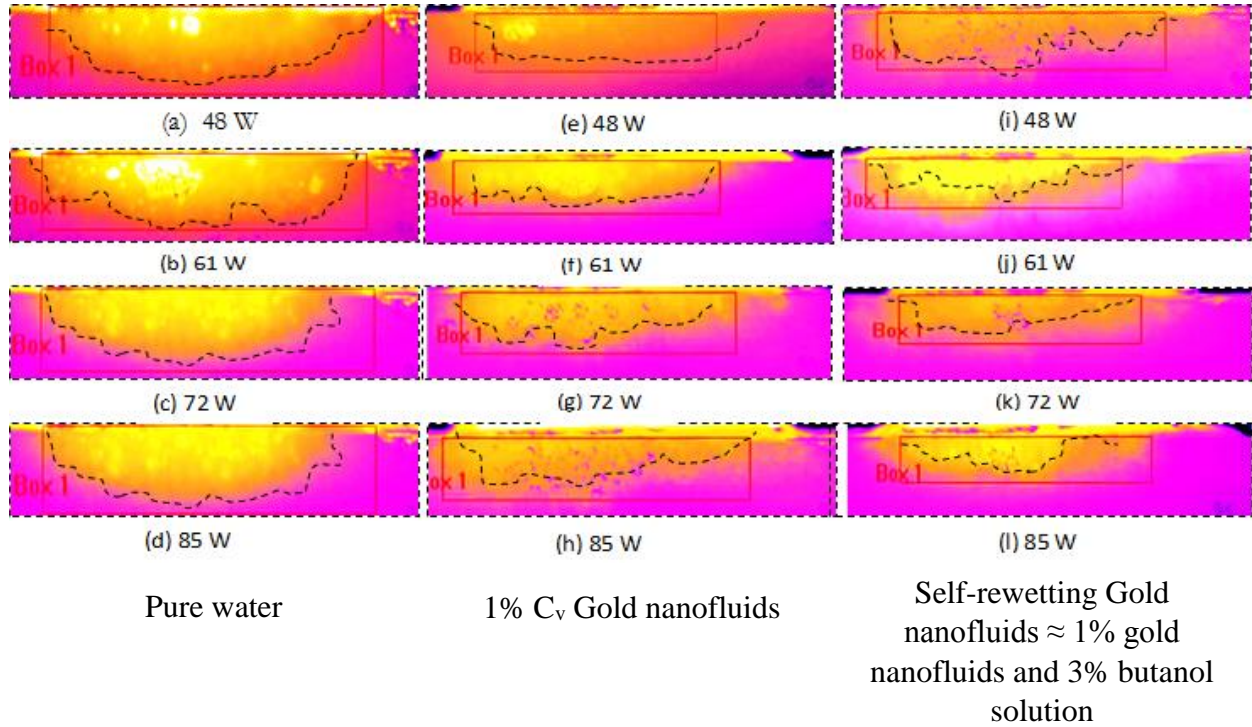 Box 1
Box 1
Box 1
(a) 48 W
(e) 48 W
(i) 48 W
Box 1
Box 1
Box 1
(b) 61 W
(f) 61 W
(j) 61 W
Box 1
Box 1
Box 1
(c) 72 W
(g) 72 W
(k) 72 W
Box 1
ox 1
Box 1
(d) 85 W
(h) 85 W
(l) 85 W
Pure water
1% Cv Gold nanofluids
Self-rewetting Gold
nanofluids ≈ 1% gold
nanofluids and 3% butanol
solution